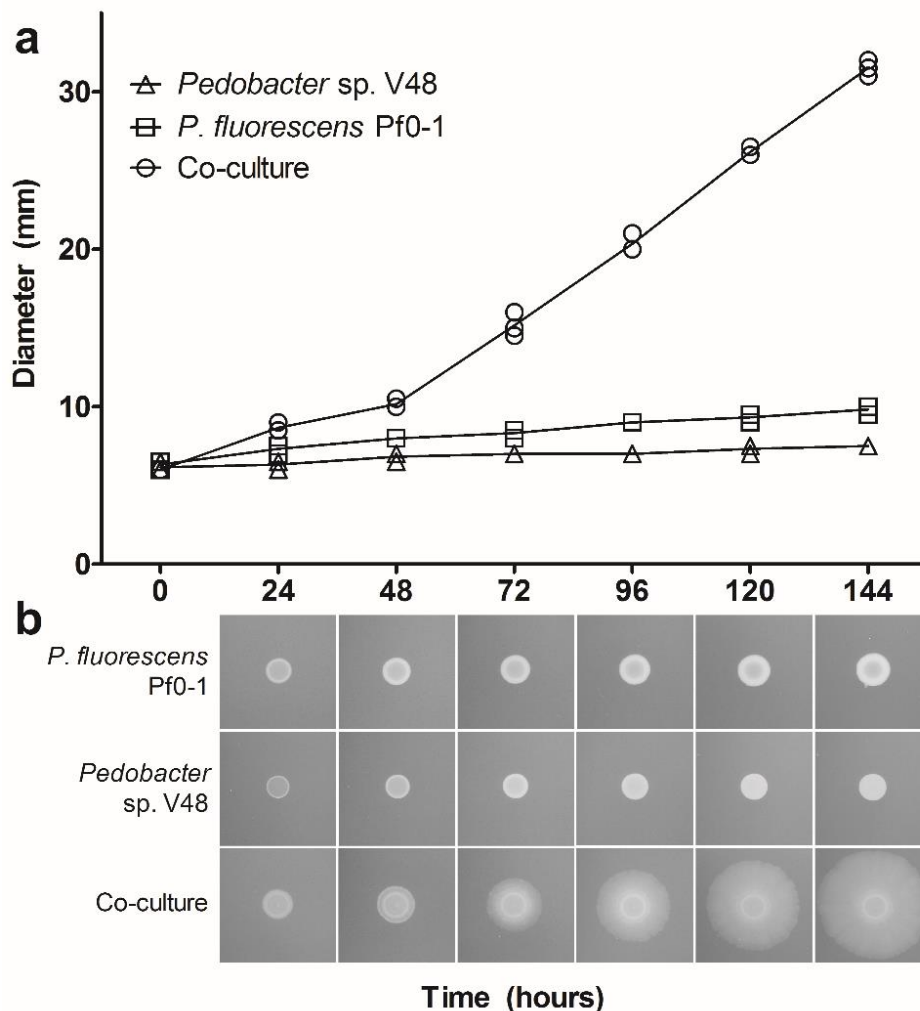 a
Pedobacter sp. V48
P. fluorescens Pf0-1
Co-culture
Diameter (mm)
30
20
10
0
0 24 48 72 96 120 144
b
P. fluorescens
Pf0-1
Pedobacter
sp. V48
Co-culture
Time (hours)